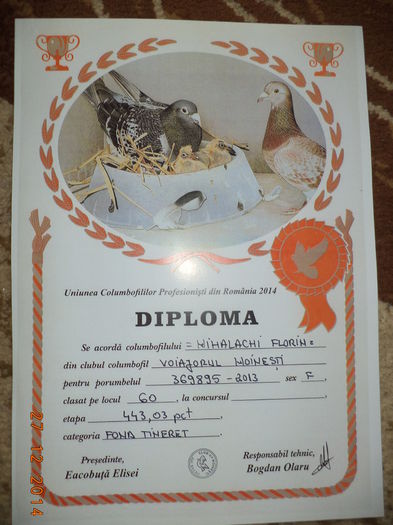 Uniunea Columbofililor Profesioniști din România 2014
DIPLOMA
Se acordă columbofilului = MIHALACHI FLORIN =
din clubul columbofil VOIAJORUL MOINEȘTI
pentru porumbelul 369895-2013 sex F,
clasat pe locul 60, la concursul
etapa 443,03 pct
categoria FOND TINERET
Președinte,
Eacobuță Elisei
Responsabil tehnic,
Bogdan Olaru
27/12/2014